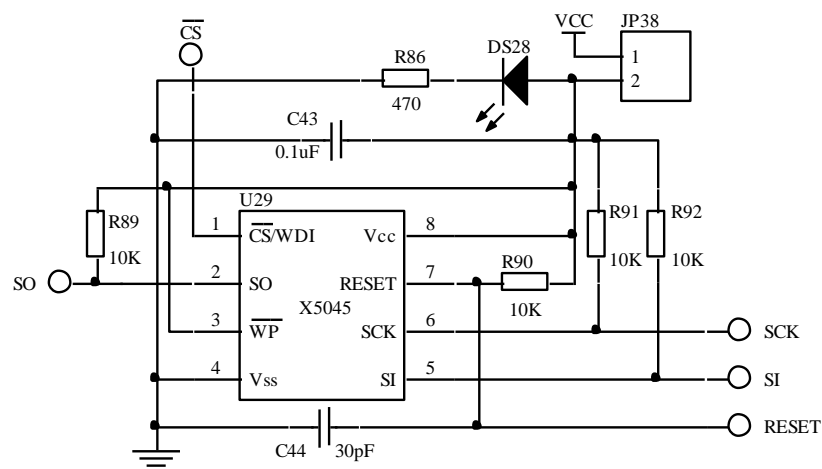 CS
VCC
JP38
R86
DS28
1
2
470
C43
0.1uF
U29
R89
10K
1
CS/WDI
Vcc
8
R91
R92
10K
10K
SO
2
SO
RESET
7
R90
10K
X5045
3
WP
SCK
6
SCK
4
Vss
SI
5
SI
C44
30pF
RESET